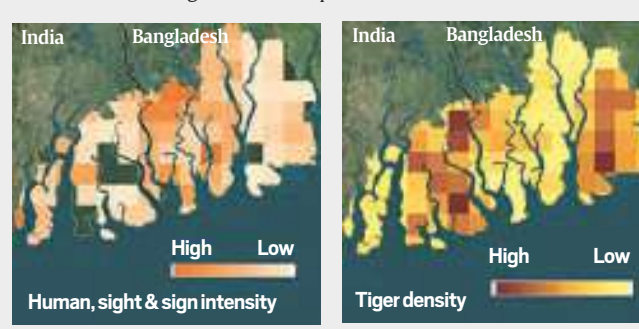 India Bangladesh
High Low
Human, sight & sign intensity
India Bangladesh
High Low
Tiger density